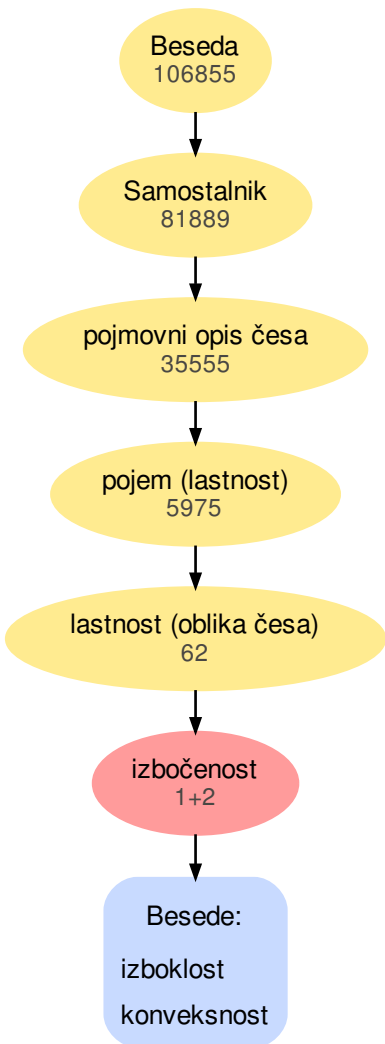 Beseda
106855
Samostalnik
81889
pojmovni opis česa
35555
pojem (lastnost)
5975
lastnost (oblika česa)
62
izbočenost
1+2
Besede:
izboklost
konveksnost